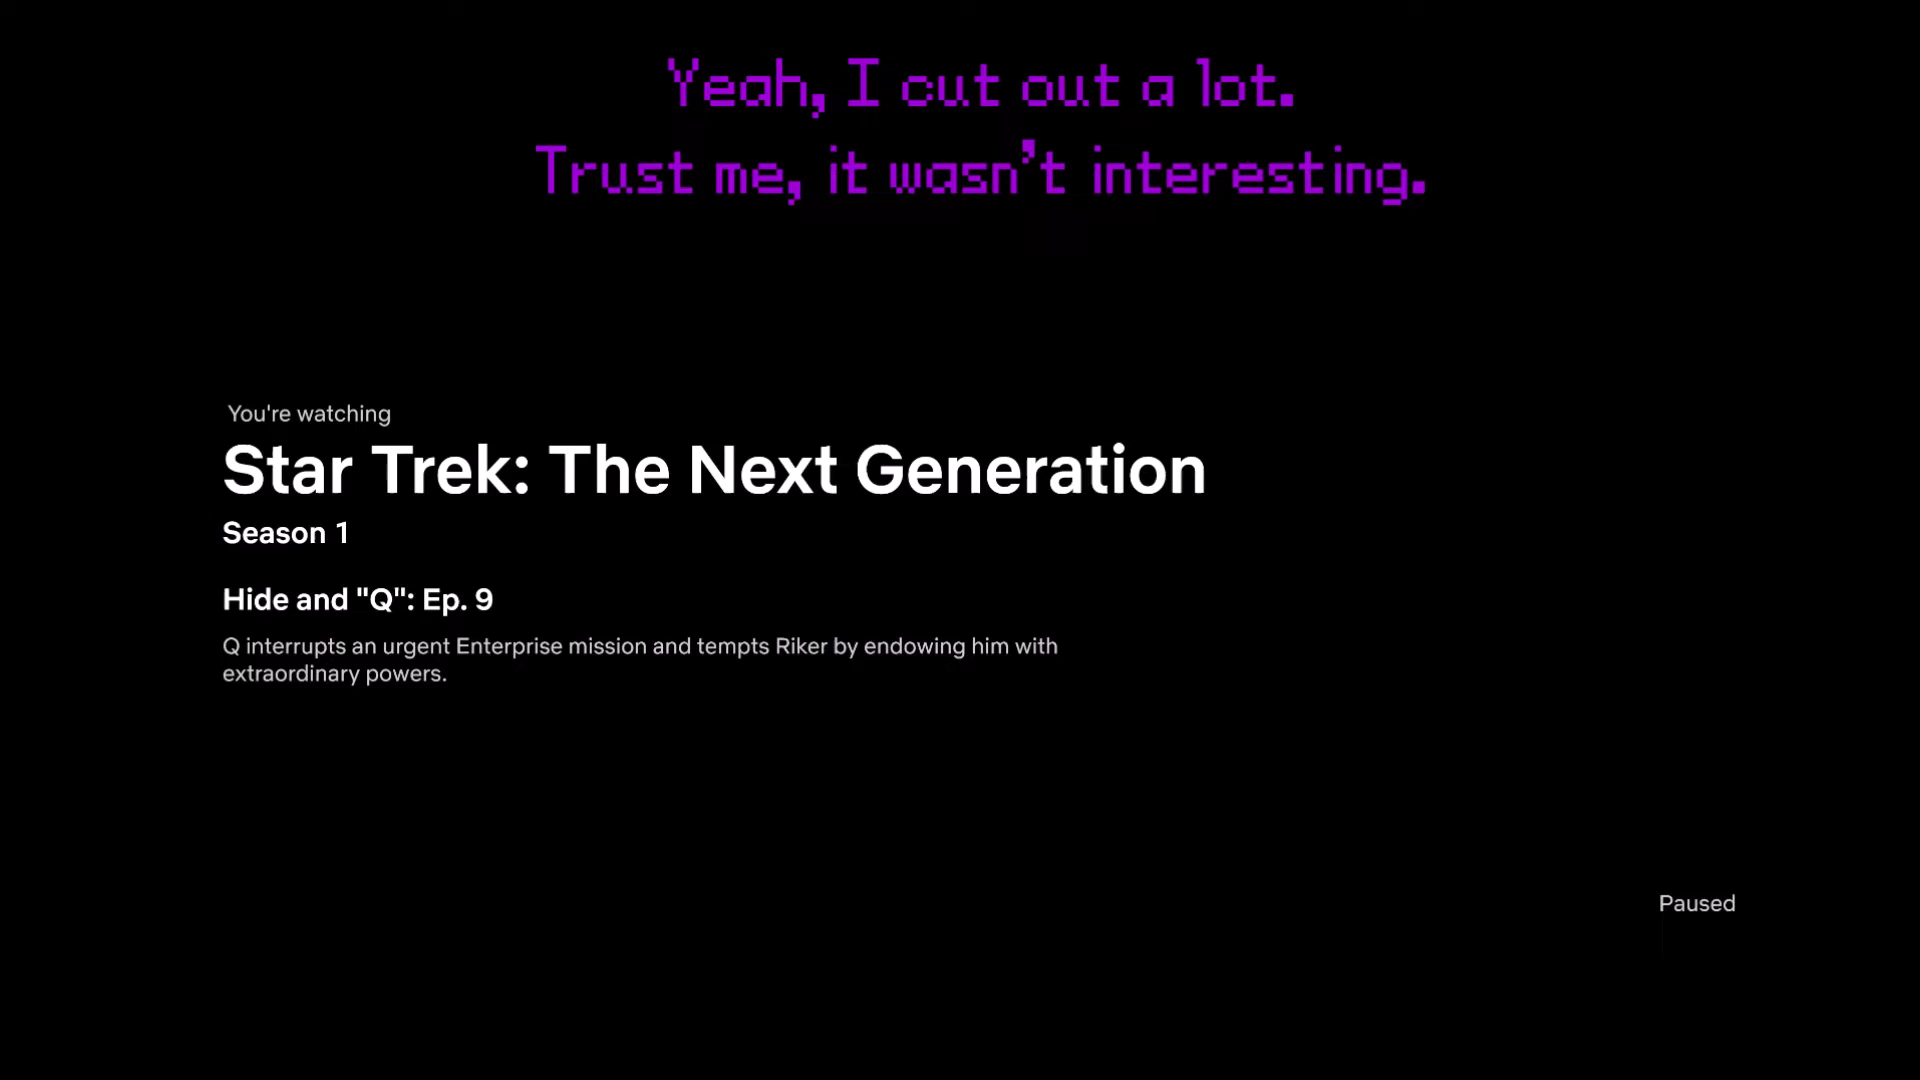 Yeah, I cut out a lot.
Trust me, it wasn't interesting.
You're watching
Star Trek: The Next Generation
Season 1
Hide and "Q": Ep. 9
Q interrupts an urgent Enterprise mission and tempts Riker by endowing him with
extraordinary powers.
Paused